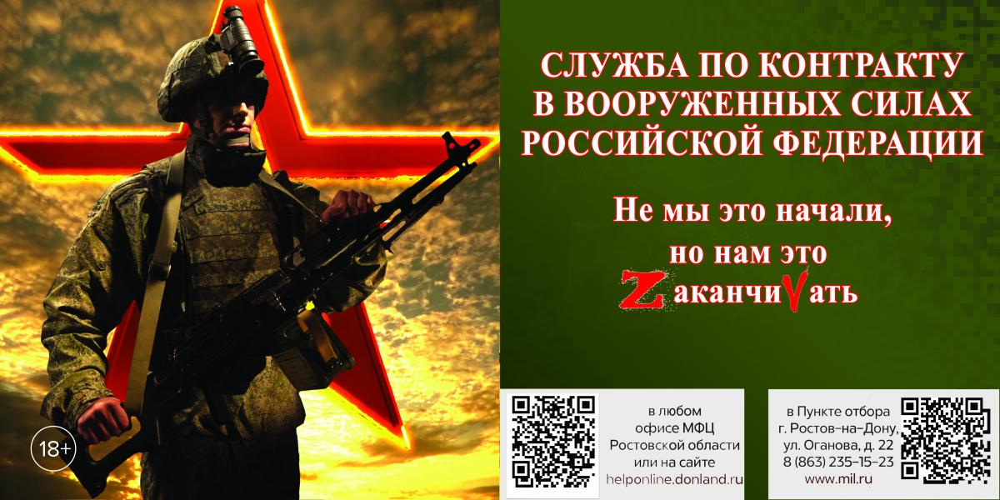 СЛУЖБА ПО КОНТРАКТУ
В ВООРУЖЕННЫХ СИЛАХ
РОССИЙСКОЙ ФЕДЕРАЦИИ
Не мы это начали,
но нам это
ZаканчиVать
18+
в любом
офисе МФЦ
Ростовской области
или на сайте
helponline.donland.ru
в Пункте отбора
г. Ростов-на-Дону,
ул. Оганова, д. 22
8 (863) 235-15-23
www.mil.ru